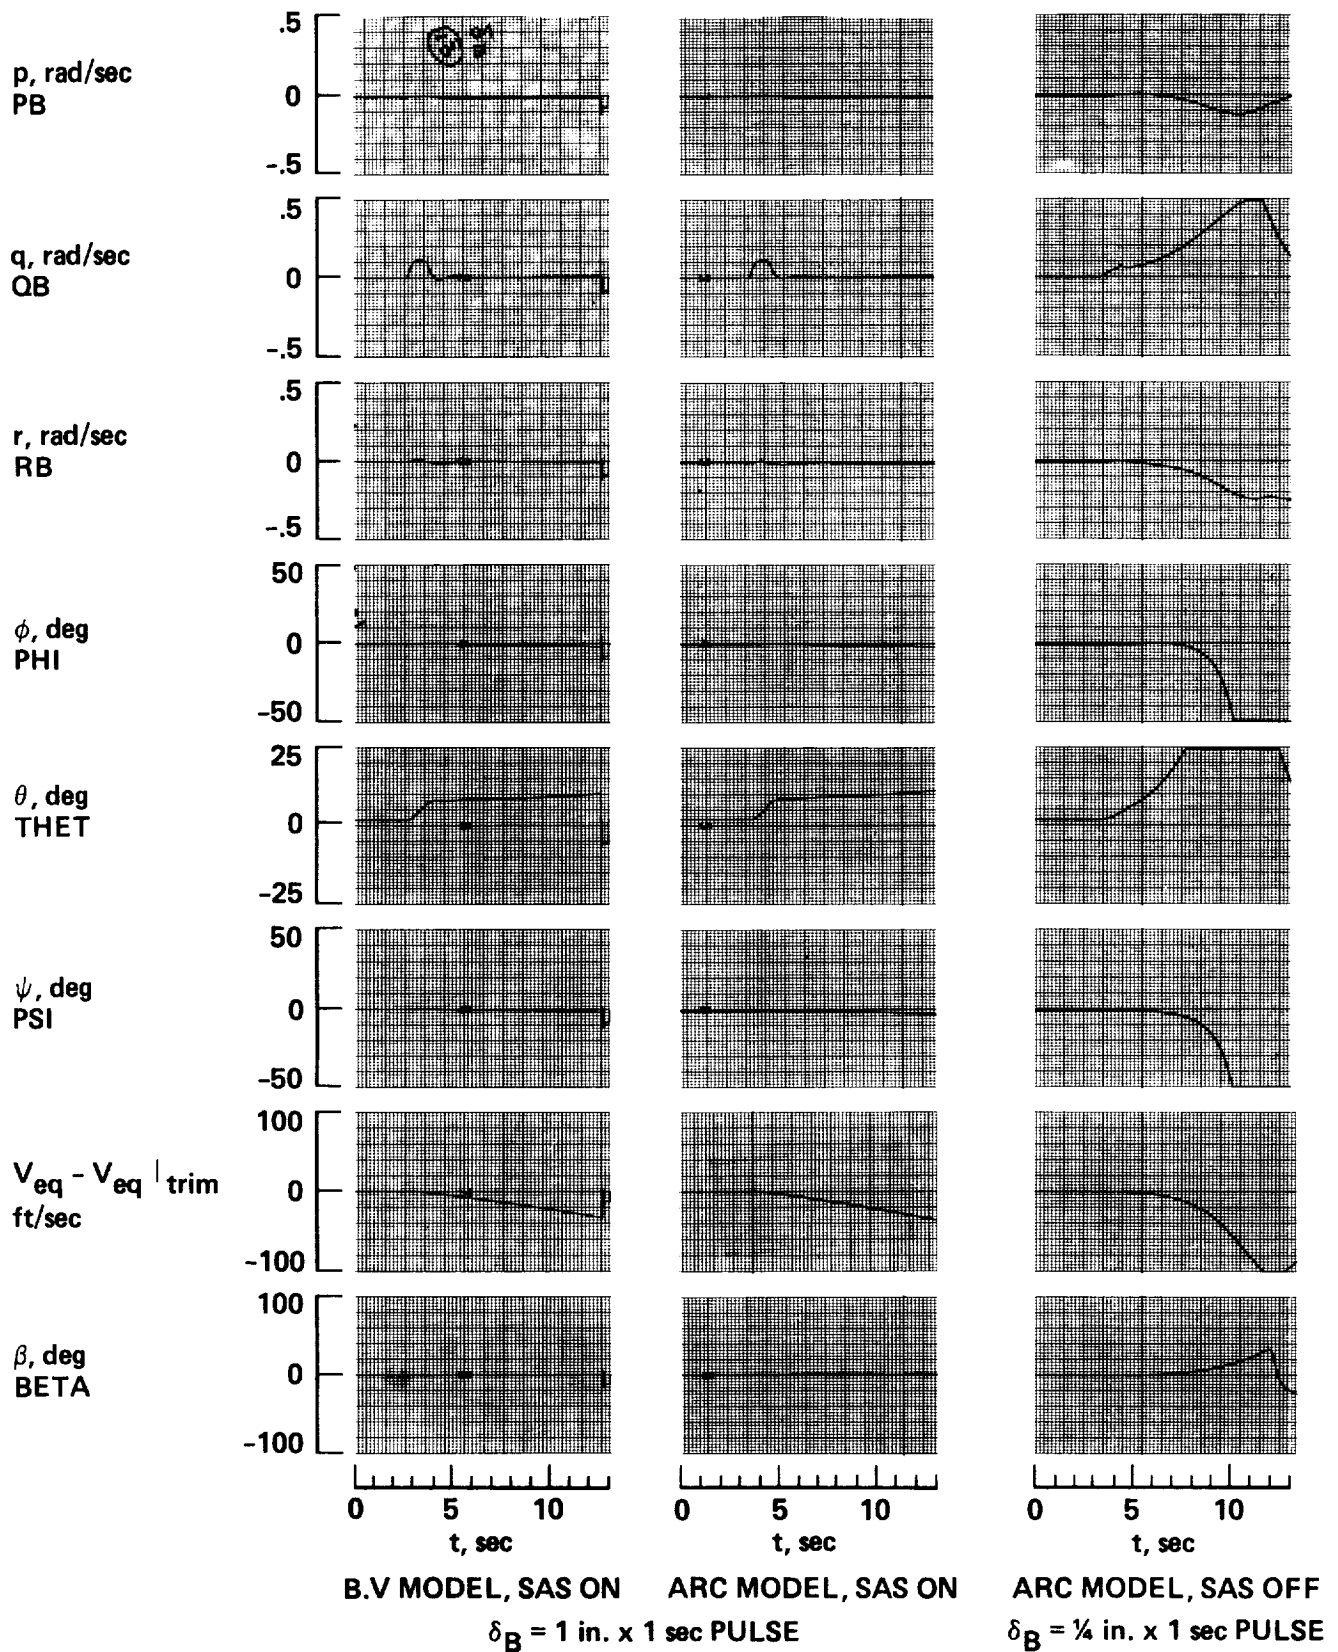 .5
p, rad/sec
PB
0
-.5
.5
q, rad/sec
QB
0
-.5
.5
r, rad/sec
RB
0
-.5
50
φ, deg
PHI
0
-50
25
θ, deg
THET
0
-25
50
ψ, deg
PSI
0
-50
100
V_eq - V_eq |trim
ft/sec
0
-100
100
β, deg
BETA
0
-100
0 5 10 0 5 10 0 5 10
t, sec t, sec t, sec
B.V MODEL, SAS ON ARC MODEL, SAS ON ARC MODEL, SAS OFF
δB = 1 in. x 1 sec PULSE δB = ¼ in. x 1 sec PULSE